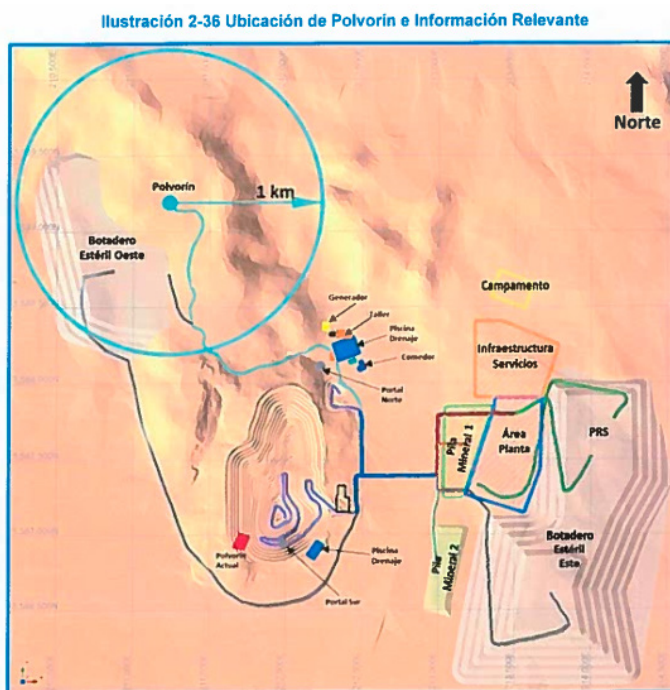 Ilustración 2-36 Ubicación de Polvorín e Información Relevante
Norte
Polvorín
1 km
Botadero
Estéril Oeste
Campamento
Generador
Taller
Piscina
Drenaje
Infraestructura
Servicios
Comedor
Portal
Norte
Pila
Mineral 1
Área
Planta
PRS
Botadero
Estéril
Este
Polvorín
Actual
Piscina
Drenaje
Portal Sur
Pila
Mineral 2